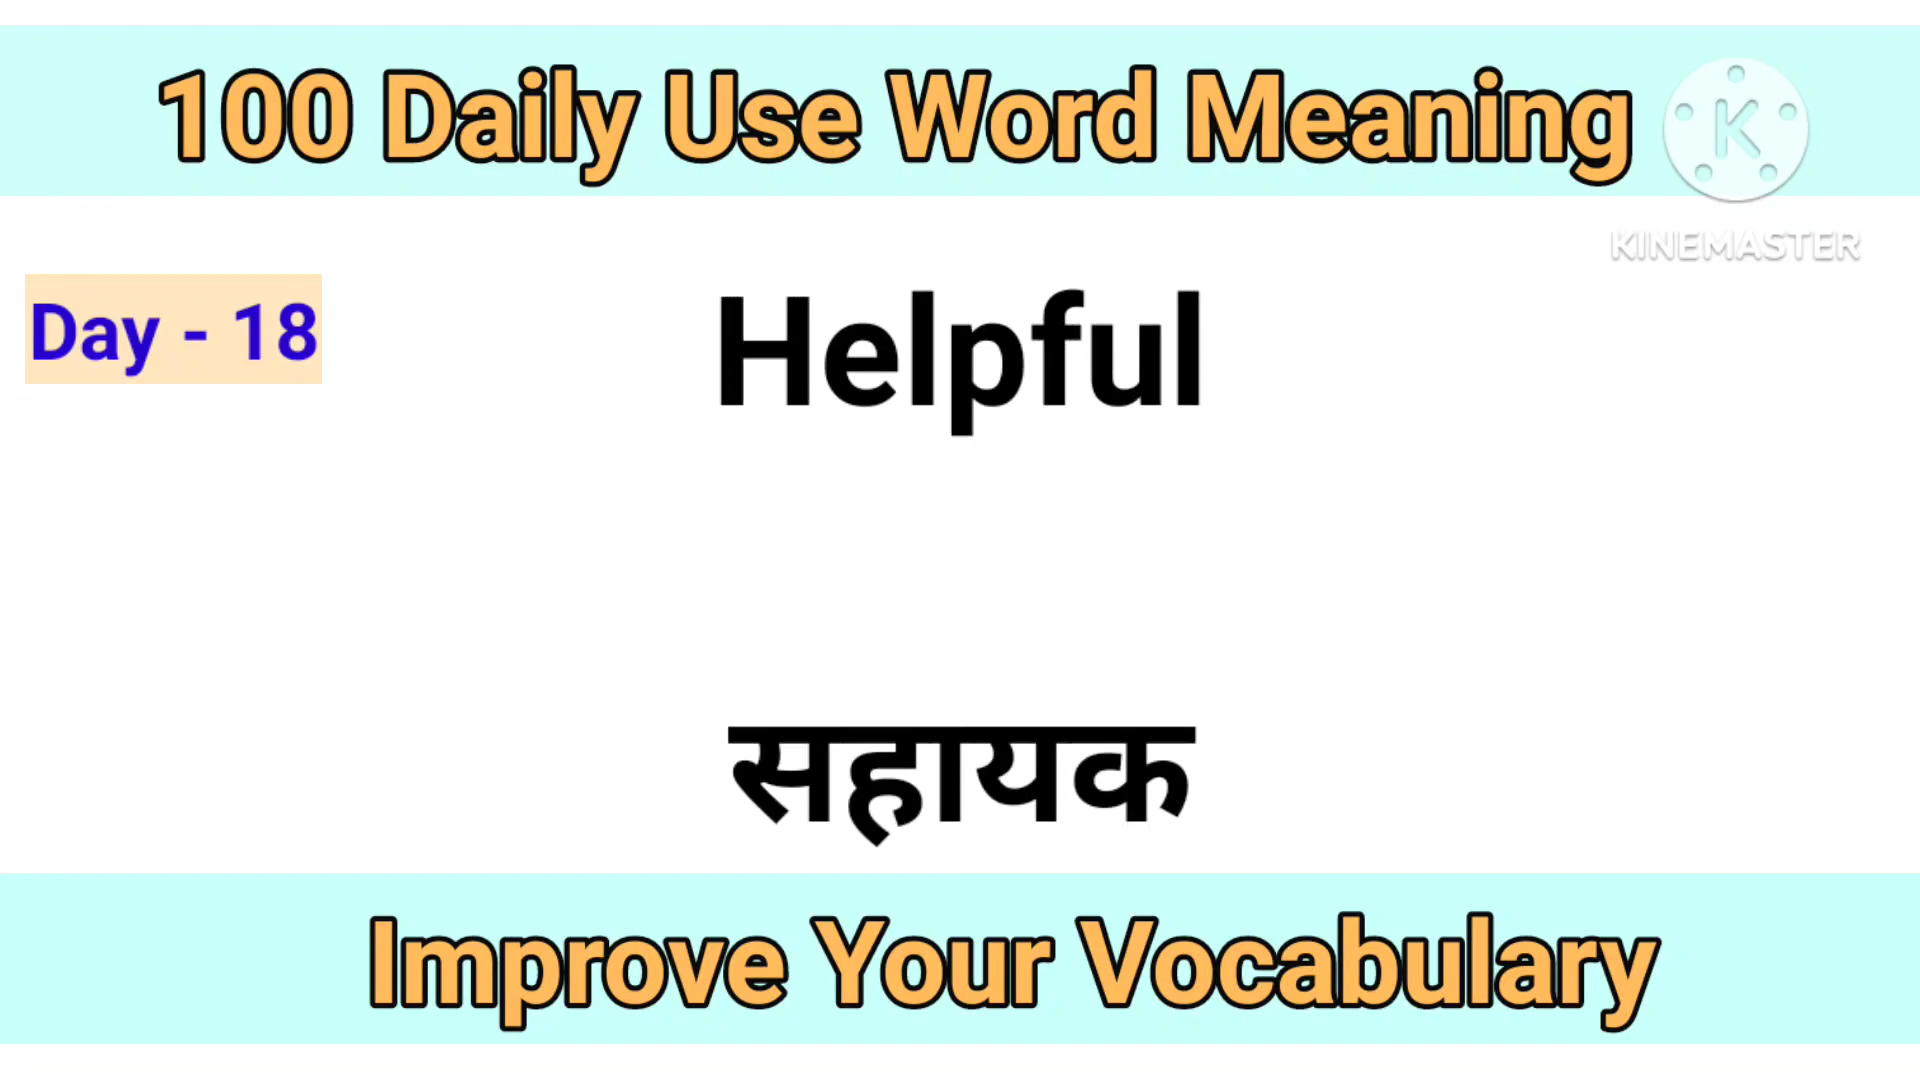 100 Daily Use Word Meaning
K
KINEMASTER
Day - 18
Helpful
सहायक
Improve Your Vocabulary